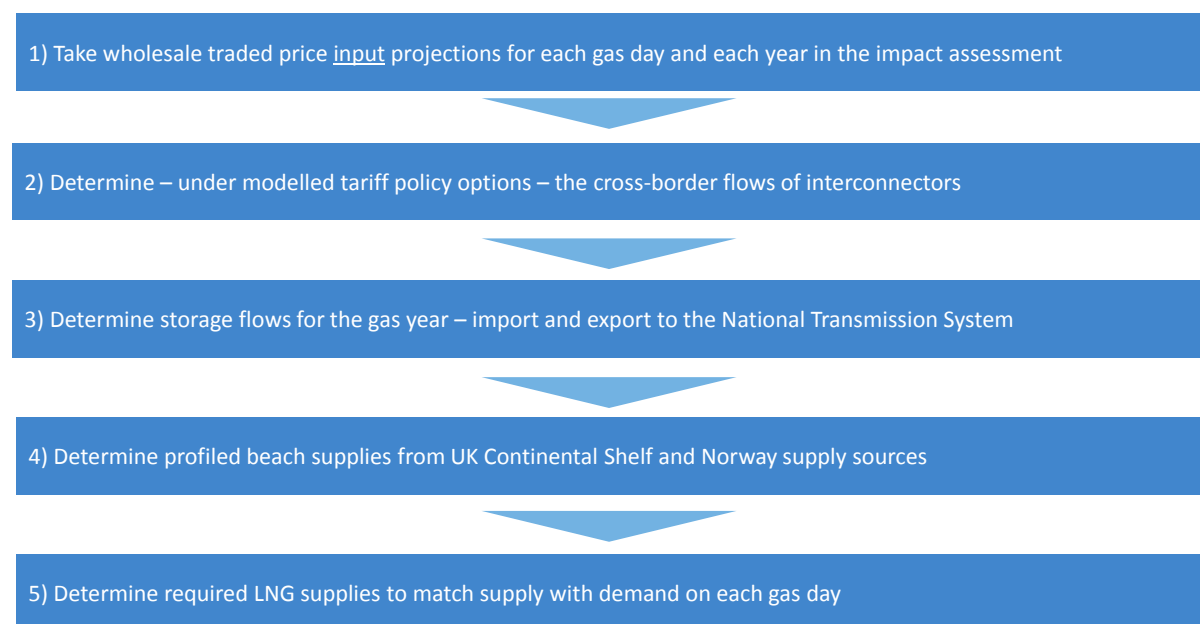 1) Take wholesale traded price input projections for each gas day and each year in the impact assessment
2) Determine – under modelled tariff policy options – the cross-border flows of interconnectors
3) Determine storage flows for the gas year – import and export to the National Transmission System
4) Determine profiled beach supplies from UK Continental Shelf and Norway supply sources
5) Determine required LNG supplies to match supply with demand on each gas day